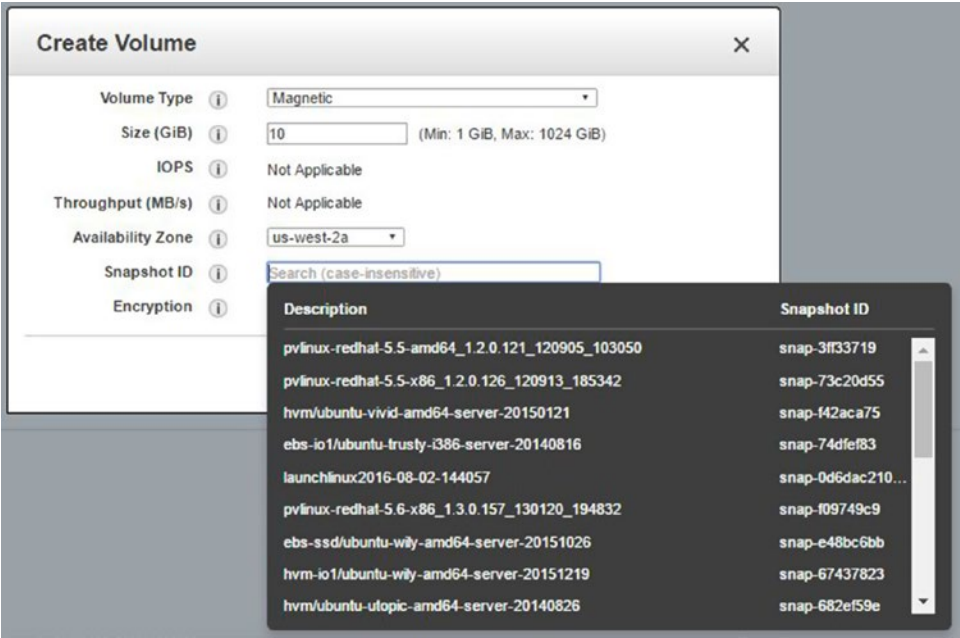 Create Volume ×
Volume Type i Magnetic
Size (GiB) i 10 (Min: 1 GiB, Max: 1024 GiB)
IOPS i Not Applicable
Throughput (MB/s) i Not Applicable
Availability Zone i us-west-2a
Snapshot ID i Search (case-insensitive)
Encryption i
Description Snapshot ID
pvlinux-redhat-5.5-amd64_1.2.0.121_120905_103050 snap-3ff33719
pvlinux-redhat-5.5-x86_1.2.0.126_120913_185342 snap-73c20d55
hvm/ubuntu-vivid-amd64-server-20150121 snap-f42aca75
ebs-io1/ubuntu-trusty-i386-server-20140816 snap-74dfef83
launchlinux2016-08-02-144057 snap-0d6dac210...
pvlinux-redhat-5.6-x86_1.3.0.157_130120_194832 snap-f09749c9
ebs-ssd/ubuntu-wily-amd64-server-20151026 snap-e48bc6bb
hvm-io1/ubuntu-wily-amd64-server-20151219 snap-67437823
hvm/ubuntu-utopic-amd64-server-20140826 snap-682ef59e